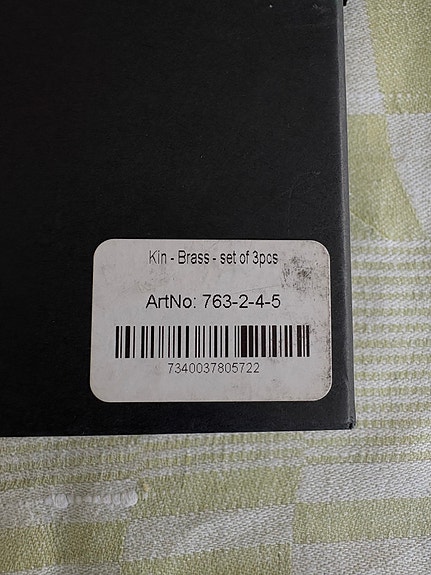 Kin - Brass - set of 3pcs
ArtNo: 763-2-4-5
7340037805722